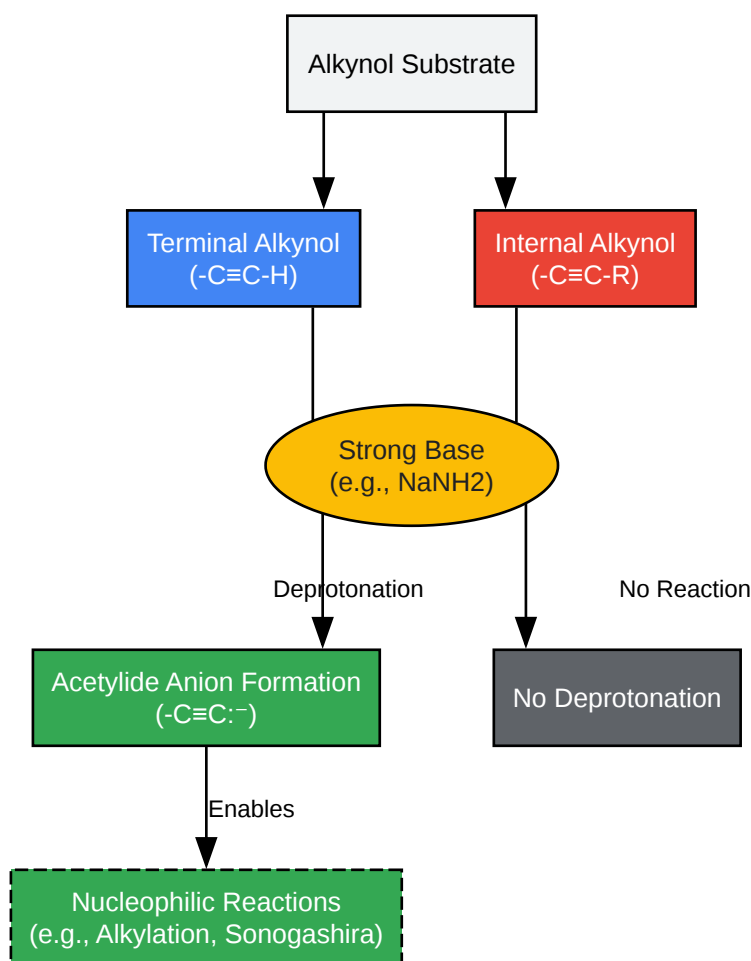 Alkynol Substrate
Terminal Alkynol
(-C≡C-H)
Internal Alkynol
(-C≡C-R)
Strong Base
(e.g., NaNH2)
Deprotonation
No Reaction
Acetylide Anion Formation
(-C≡C:⁻)
No Deprotonation
Enables
Nucleophilic Reactions
(e.g., Alkylation, Sonogashira)